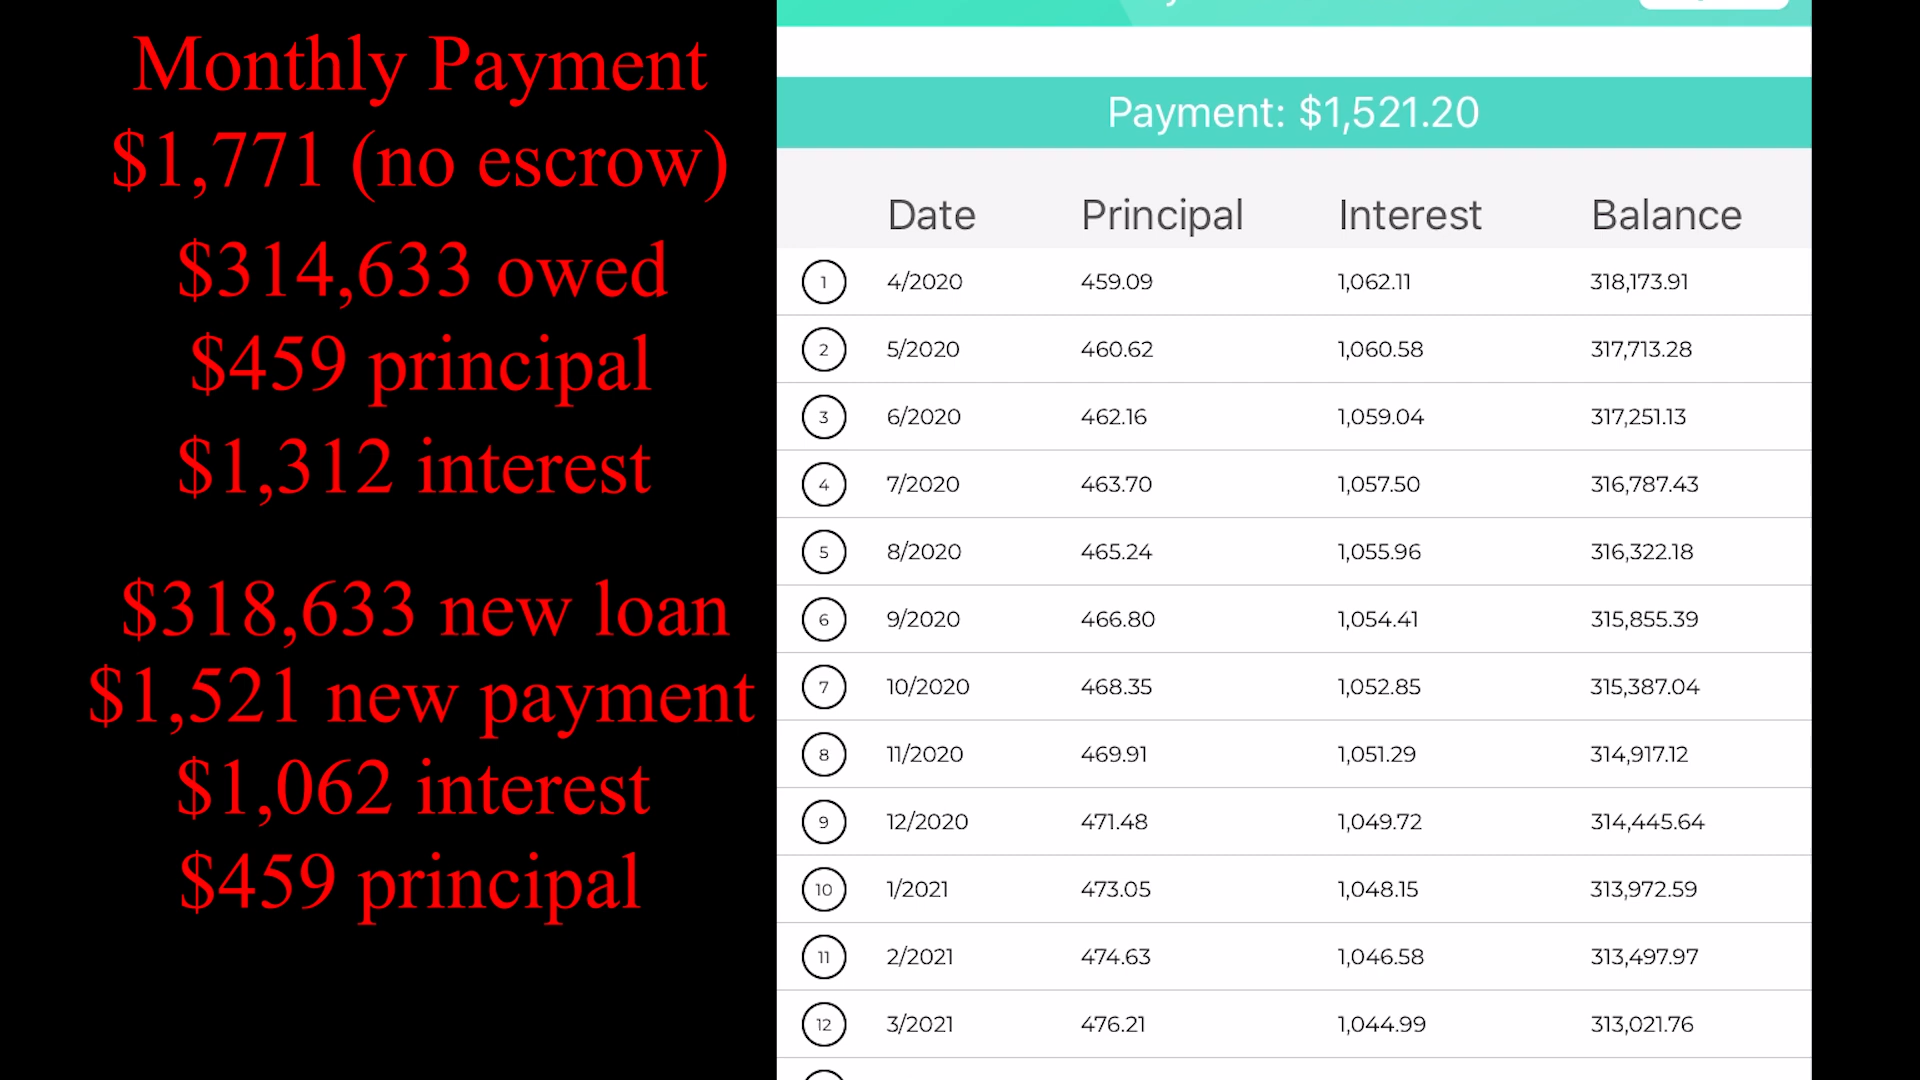 Monthly Payment
$1,771 (no escrow)
$314,633 owed
$459 principal
$1,312 interest
$318,633 new loan
$1,521 new payment
$1,062 interest
$459 principal
Payment: $1,521.20
Date Principal Interest Balance
1 4/2020 459.09 1,062.11 318,173.91
2 5/2020 460.62 1,060.58 317,713.28
3 6/2020 462.16 1,059.04 317,251.13
4 7/2020 463.70 1,057.50 316,787.43
5 8/2020 465.24 1,055.96 316,322.18
6 9/2020 466.80 1,054.41 315,855.39
7 10/2020 468.35 1,052.85 315,387.04
8 11/2020 469.91 1,051.29 314,917.12
9 12/2020 471.48 1,049.72 314,445.64
10 1/2021 473.05 1,048.15 313,972.59
11 2/2021 474.63 1,046.58 313,497.97
12 3/2021 476.21 1,044.99 313,021.76